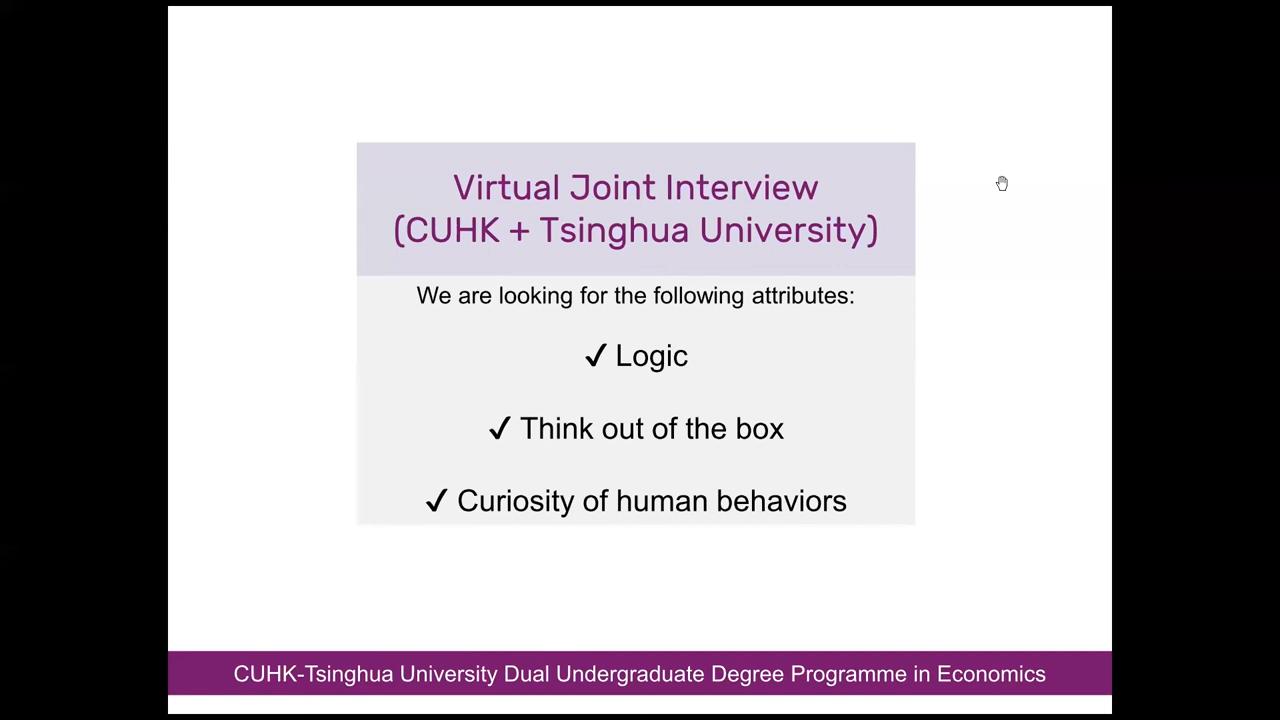 Virtual Joint Interview
(CUHK + Tsinghua University)
We are looking for the following attributes:
✓ Logic
✓ Think out of the box
✓ Curiosity of human behaviors
CUHK-Tsinghua University Dual Undergraduate Degree Programme in Economics